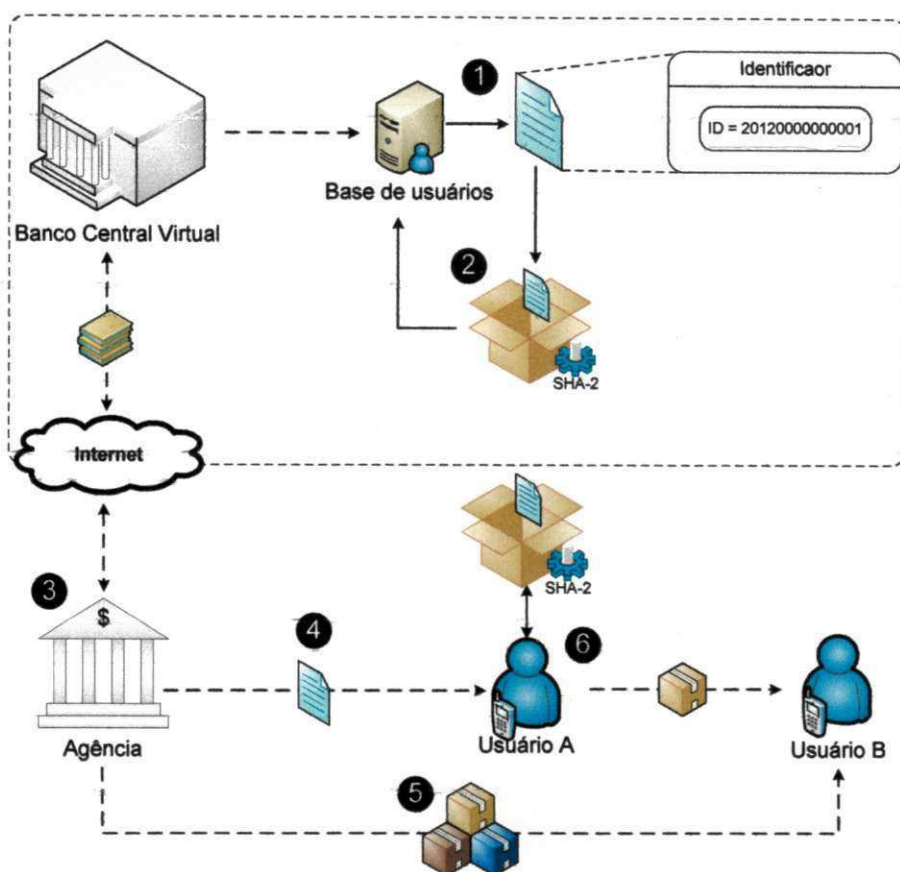 1
Identificaor
ID = 20120000000001
Base de usuários
Banco Central Virtual
2
SHA-2
Internet
SHA-2
3
$
4
6
Agência
Usuário A
Usuário B
5